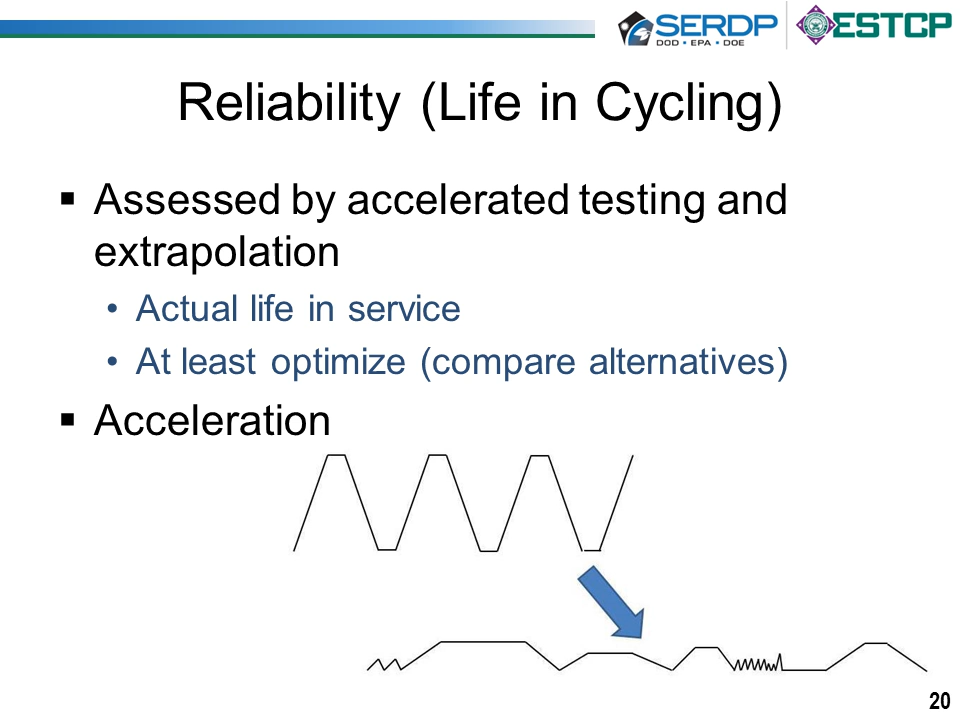 SERDP
DOD • EPA • DOE
ESTCP
Reliability (Life in Cycling)
▪ Assessed by accelerated testing and
extrapolation
• Actual life in service
• At least optimize (compare alternatives)
▪ Acceleration
20